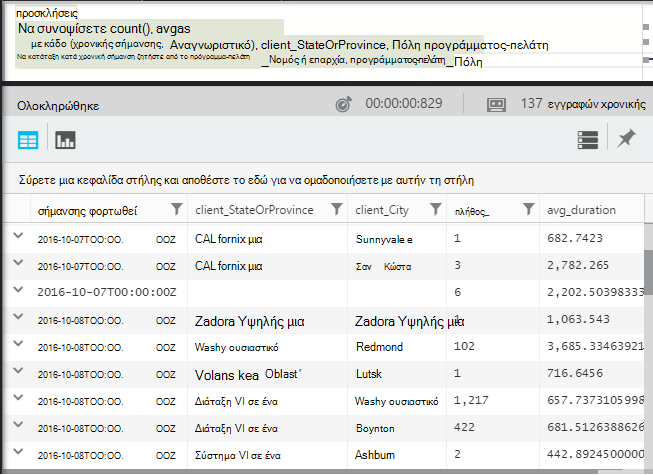 προσκλήσεις
Να συνοψίσετε count(), avgas
με κάδο (χρονικής σήμανσης, Αναγνωριστικό), client_StateOrProvince, Πόλη προγράμματος-πελάτη
Να κατάταξη κατά χρονική σήμανση ζητήστε από το πρόγραμμα-πελάτη _Νομός ή επαρχία, προγράμματος-πελάτη_Πόλη
Ολοκληρώθηκε 00:00:00:829 137 εγγραφών χρονικής
Σύρετε μια κεφαλίδα στήλης και αποθέστε το εδώ για να ομαδοποιήσετε με αυτήν τη στήλη
σήμανσης φορτωθεί client_StateOrProvince client_City πλήθος_ avg_duration
2016-10-07TOO:OO. OOZ CAL fornix μια Sunnyvale e 1 682.7423
2016-10-07TOO:OO. OOZ CAL fornix μια Σαν Κώστα 3 2,782.265
2016-10-07T00:00:00Z 6 2,202.50398333
2016-10-08TOO:OO. OOZ Zadora Υψηλής μια Zadora Υψηλής μια 1 1,063.543
2016-10-08TOO:OO. OOZ Washy ουσιαστικό Redmond 102 3,685.33463921
2016-10-08TOO:OO. OOZ Volans kea Oblast' Lutsk 1 716.6456
2016-10-08TOO:OO. OOZ Διάταξη VI σε ένα Washy ουσιαστικό 1,217 657.7373105998
2016-10-08TOO:OO. OOZ Διάταξη VI σε ένα Boynton 422 681.5126388626
2016-10-08TOO:OO. OOZ Σύστημα VI σε ένα Ashbum 2 442.8924500000